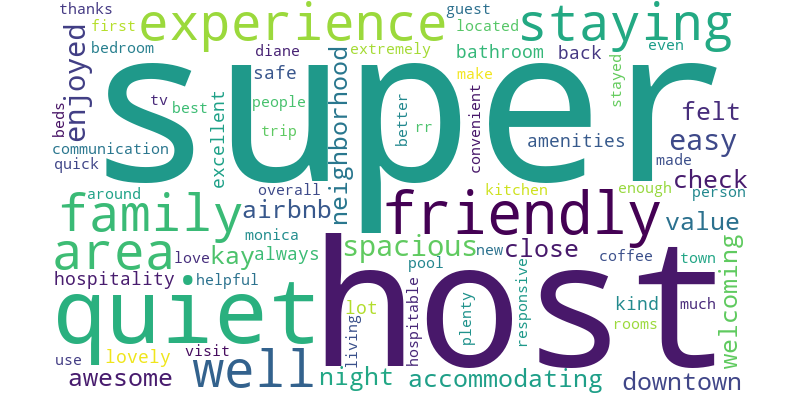 thanks
guest
first
experience
located
staying
enjoyed
bedroom
diane
extremely
bathroom
back
even
super
safe
neighborhood
make
stayed
tv
best
excellent
people
better
rr
convenient
felt
beds
trip
amenities
easy
communication
quick
made
around
overall
kitchen
enough
check
person
family
airbnb
friendly
value
area
monica
spacious
new
close
coffee
town
love
kay
always
welcoming
hospitality
helpful
pool
host
quiet
lot
living
hospitable
plenty
responsive
kind
much
rooms
use
lovely
visit
well
awesome
night
accommodating
downtown